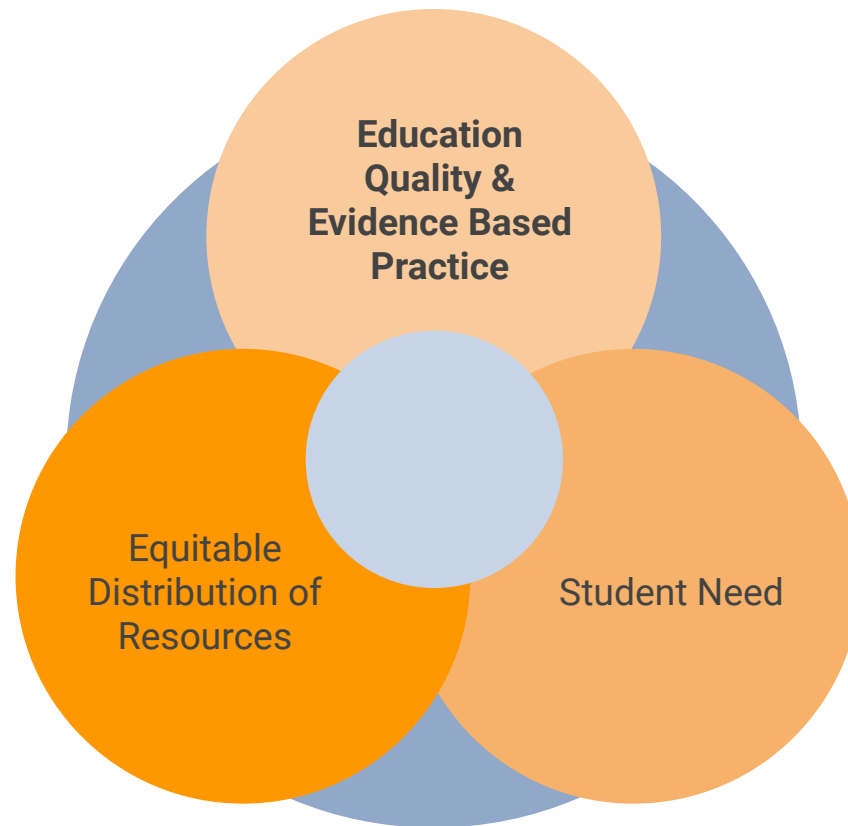 Education
Quality &
Evidence Based
Practice
Equitable
Distribution of
Resources
Student Need